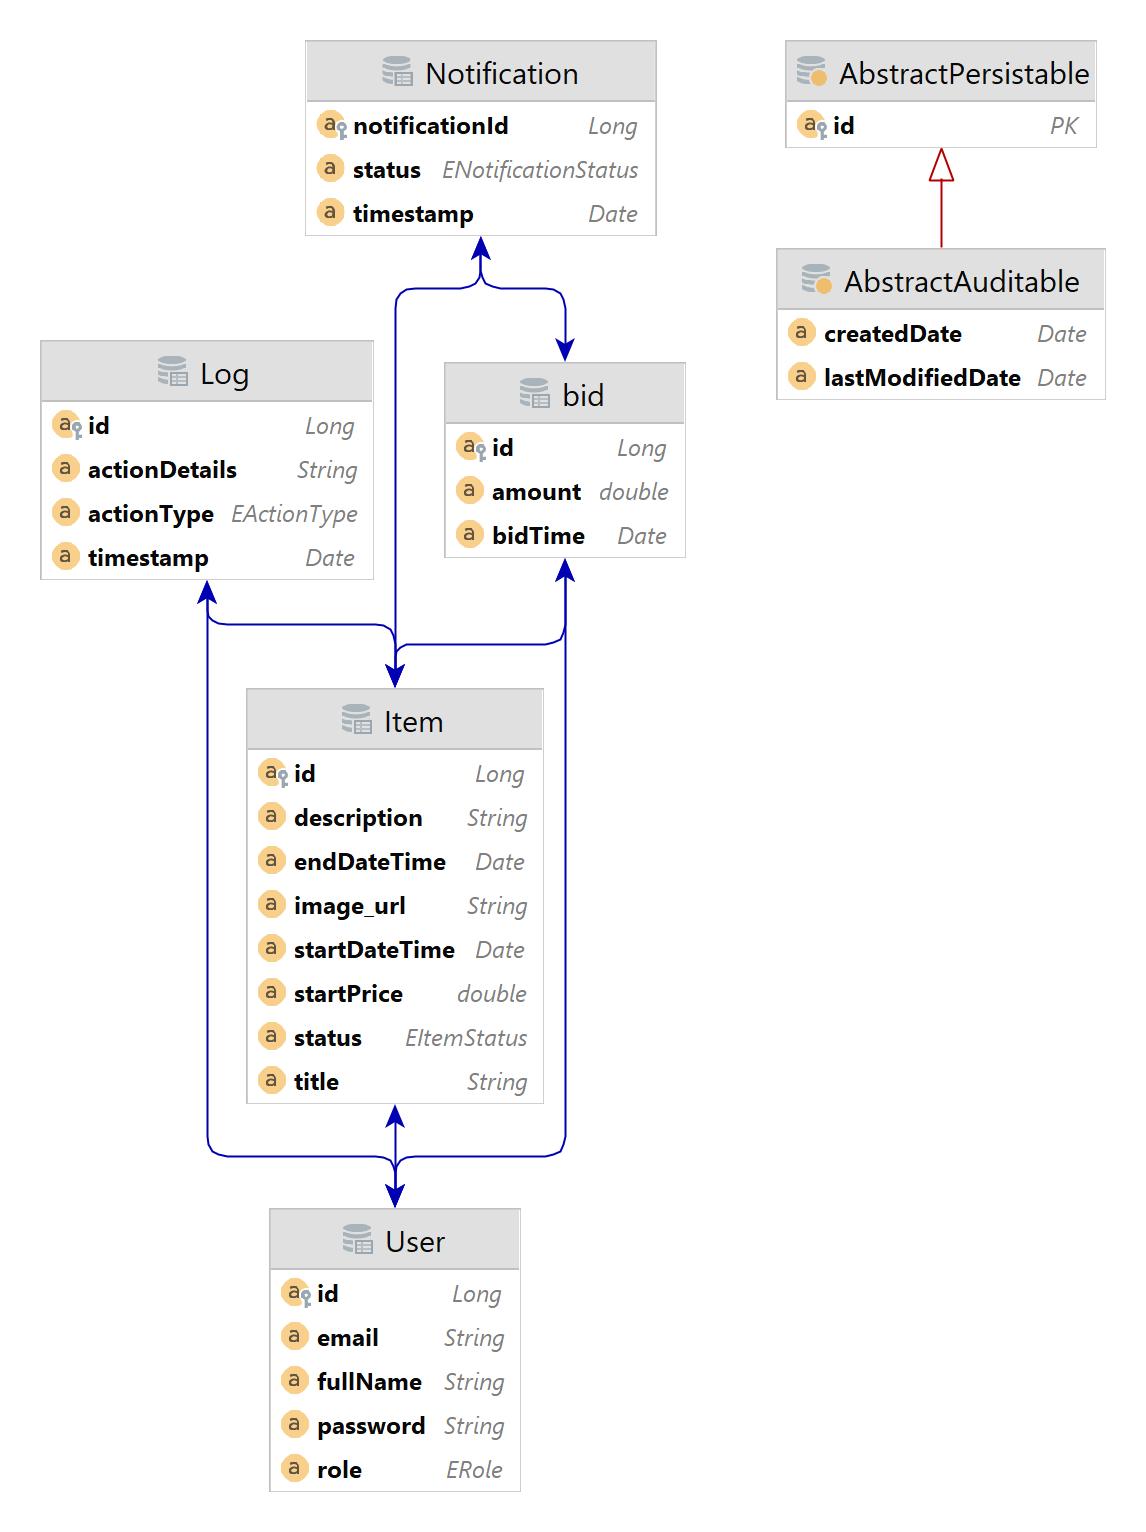 Notification
notificationId Long
status ENotificationStatus
timestamp Date
AbstractPersistable
id PK
AbstractAuditable
createdDate Date
lastModifiedDate Date
Log
id Long
actionDetails String
actionType EActionType
timestamp Date
bid
id Long
amount double
bidTime Date
Item
id Long
description String
endDateTime Date
image_url String
startDateTime Date
startPrice double
status EItemStatus
title String
User
id Long
email String
fullName String
password String
role ERole